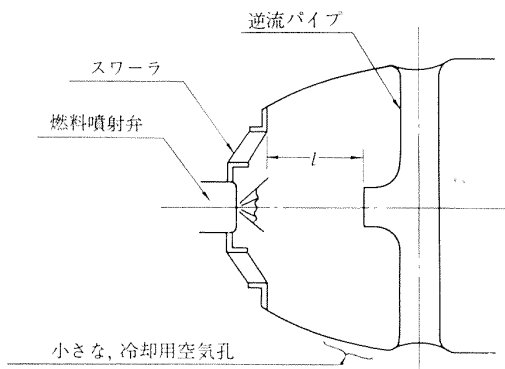 逆流パイプ
スワーラ
燃料噴射弁
l
小さな, 冷却用空気孔